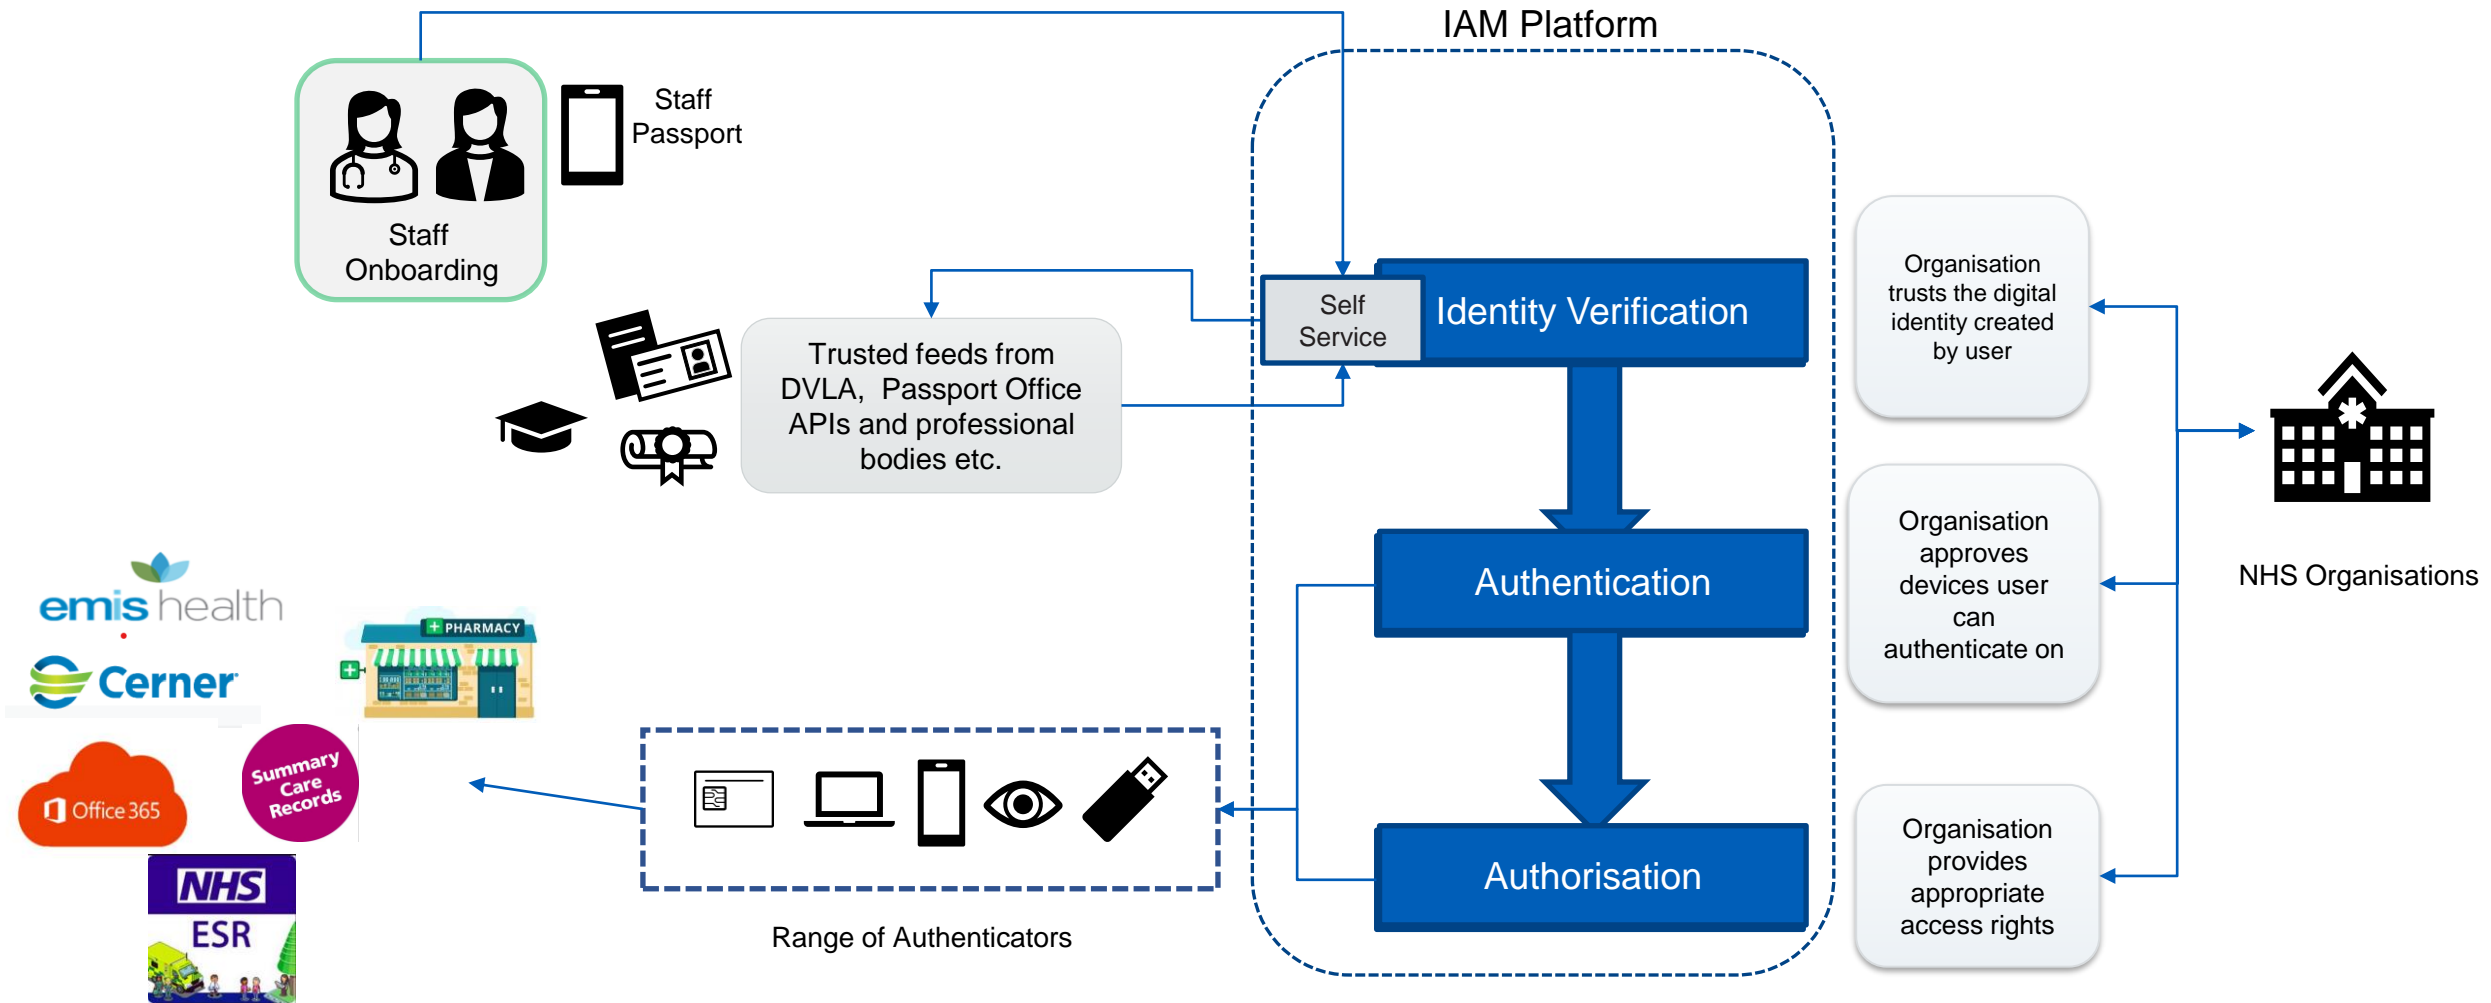 IAM Platform
Staff
Passport
Staff
Onboarding
Self
Service
Identity Verification
Organisation
trusts the digital
identity created
by user
Trusted feeds from
DVLA, Passport Office
APIs and professional
bodies etc.
Organisation
approves
devices user
can
authenticate on
NHS Organisations
Authentication
emis health
PHARMACY
Cerner
Summary
Care
Records
Office 365
Organisation
provides
appropriate
access rights
Authorisation
NHS
ESR
Range of Authenticators